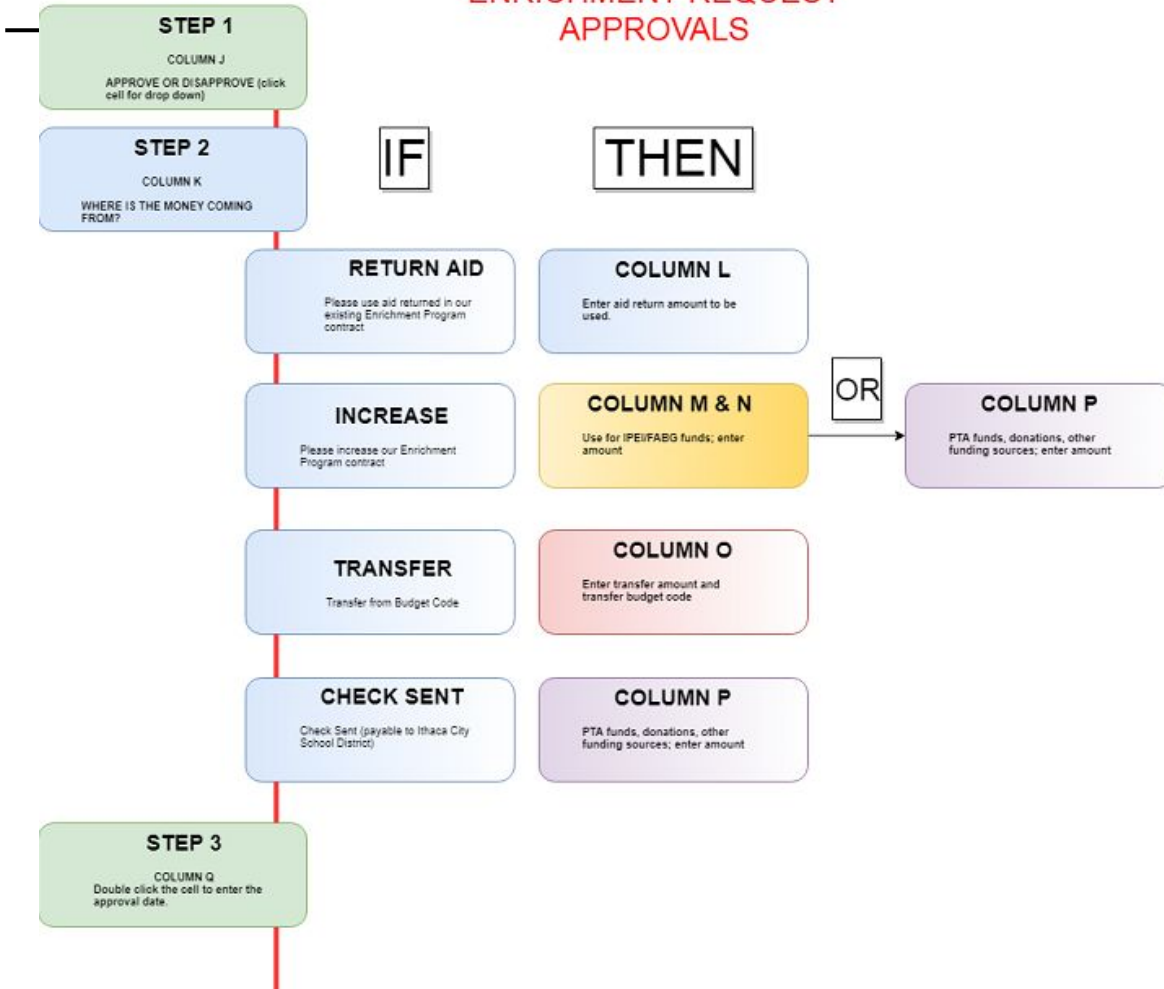 ENRICHMENT REQUEST
APPROVALS
STEP 1
COLUMN J
APPROVE OR DISAPPROVE (click
cell for drop down)
STEP 2
COLUMN K
WHERE IS THE MONEY COMING
FROM?
IF
THEN
RETURN AID
Please use aid returned in our
existing Enrichment Program
contract
COLUMN L
Enter aid return amount to be
used.
INCREASE
Please increase our Enrichment
Program contract
COLUMN M & N
Use for IPEI/FABG funds; enter
amount
OR
COLUMN P
PTA funds, donations, other
funding sources; enter amount
TRANSFER
Transfer from Budget Code
COLUMN O
Enter transfer amount and
transfer budget code
CHECK SENT
Check Sent (payable to Ithaca City
School District)
COLUMN P
PTA funds, donations, other
funding sources; enter amount
STEP 3
COLUMN Q
Double click the cell to enter the
approval date.